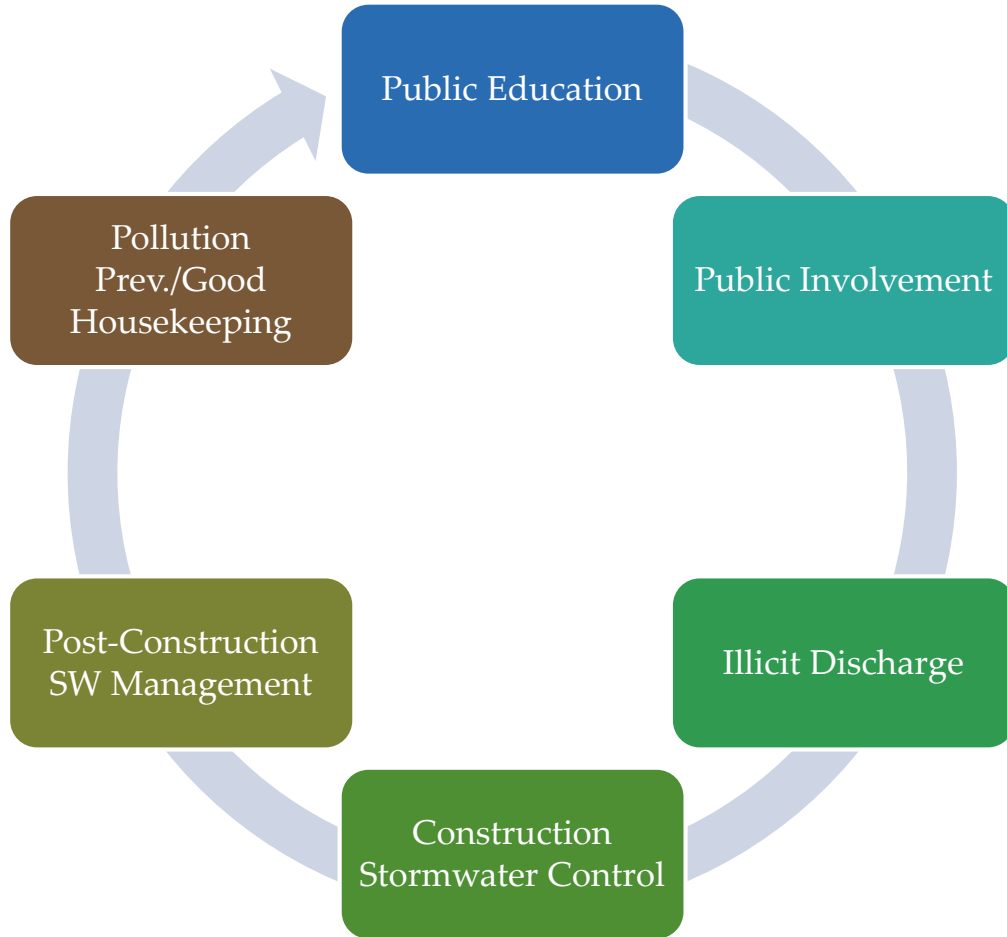 Public Education
Public Involvement
Illicit Discharge
Construction
Stormwater Control
Post-Construction
SW Management
Pollution
Prev./Good
Housekeeping